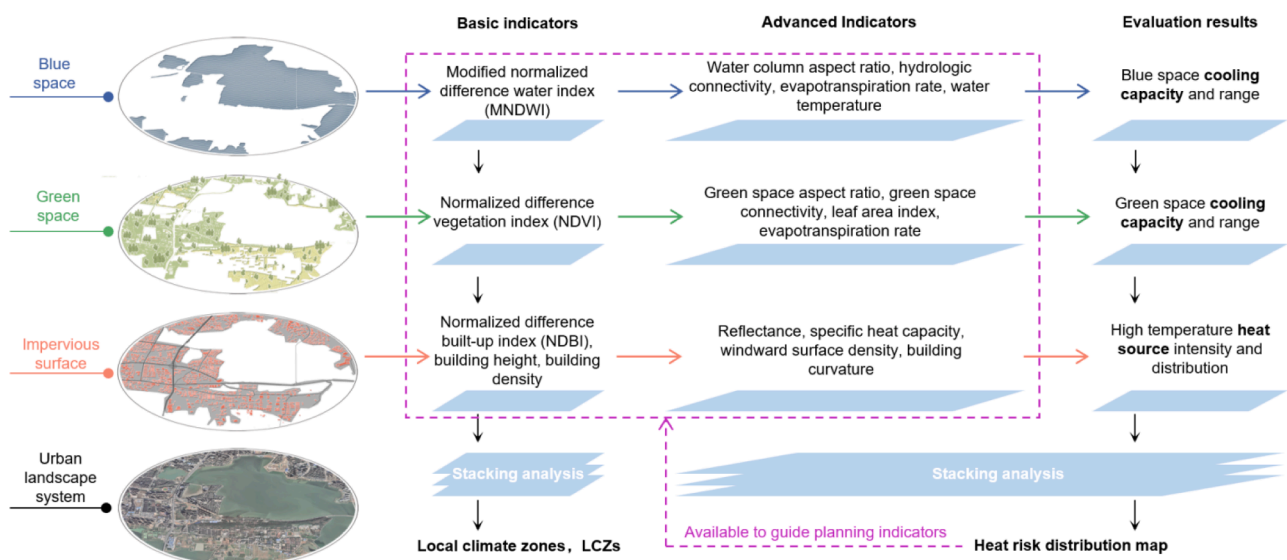 Basic indicators
Advanced Indicators
Evaluation results
Blue
space
Modified normalized
difference water index
(MNDWI)
Water column aspect ratio, hydrologic
connectivity, evapotranspiration rate, water
temperature
Blue space cooling
capacity and range
Green
space
Normalized difference
vegetation index (NDVI)
Green space aspect ratio, green space
connectivity, leaf area index,
evapotranspiration rate
Green space cooling
capacity and range
Impervious
surface
Normalized difference
built-up index (NDBI),
building height, building
density
Reflectance, specific heat capacity,
windward surface density, building
curvature
High temperature heat
source intensity and
distribution
Urban
landscape
system
Stacking analysis
Stacking analysis
Available to guide planning indicators
Local climate zones, LCZs
Heat risk distribution map